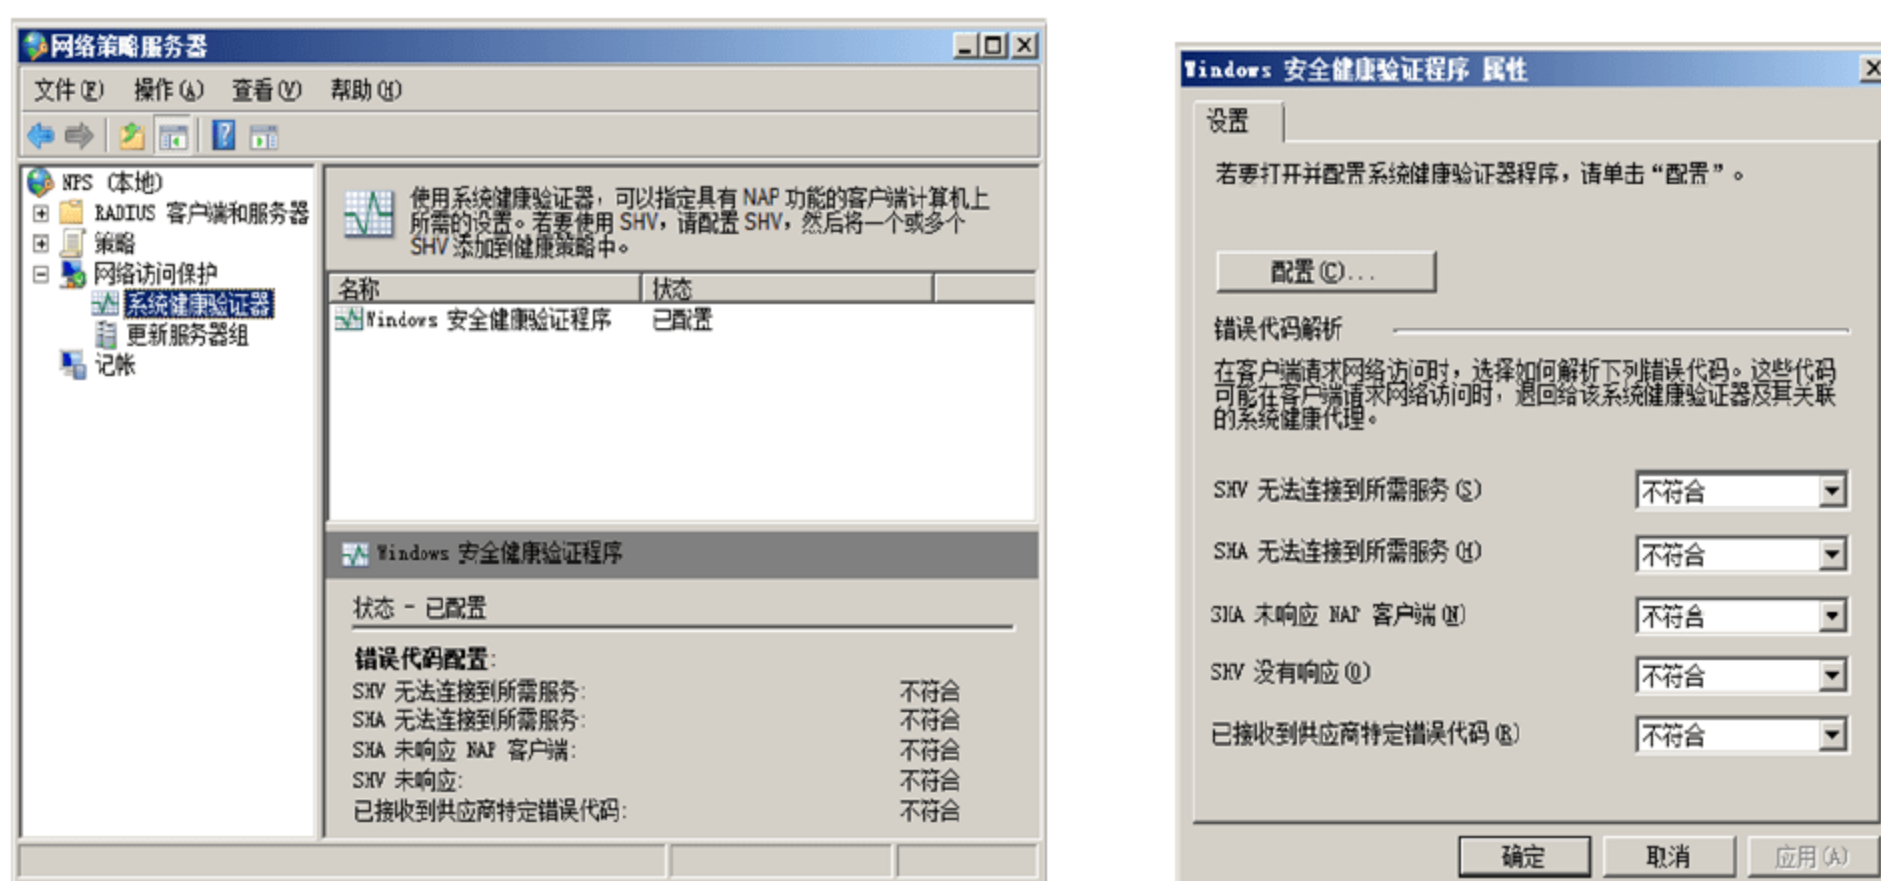 网络策略服务器
文件(F) 操作(A) 查看(V) 帮助(H)
NPS (本地)
RADIUS 客户端和服务器
策略
网络访问保护
系统健康验证器
更新服务器组
记帐
使用系统健康验证器，可以指定具有 NAP 功能的客户端计算机上
所需的设置。若要使用 SHV，请配置 SHV，然后将一个或多个
SHV 添加到健康策略中。
名称 状态
Windows 安全健康验证程序 已配置
Windows 安全健康验证程序
状态 - 已配置
错误代码配置:
SHV 无法连接到所需服务: 不符合
SHA 无法连接到所需服务: 不符合
SHA 未响应 NAP 客户端: 不符合
SHV 未响应: 不符合
已接收到供应商特定错误代码: 不符合
Windows 安全健康验证程序 属性
设置
若要打开并配置系统健康验证器程序，请单击“配置”。
配置(C)...
错误代码解析
在客户端请求网络访问时，选择如何解析下列错误代码。这些代码
可能在客户端请求网络访问时，退回给该系统健康验证器及其关联
的系统健康代理。
SHV 无法连接到所需服务(S) 不符合
SHA 无法连接到所需服务(H) 不符合
SHA 未响应 NAP 客户端(N) 不符合
SHV 没有响应(O) 不符合
已接收到供应商特定错误代码(R) 不符合
确定 取消 应用(A)